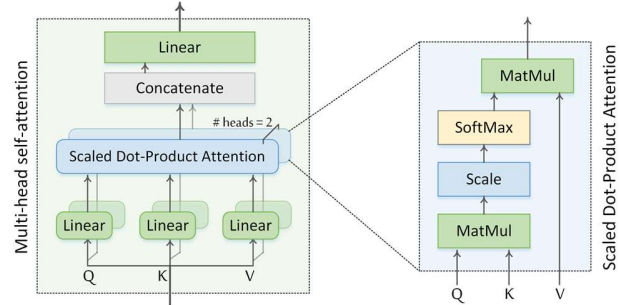 Multi-head self-attention
Linear
Concatenate
# heads = 2
Scaled Dot-Product Attention
Linear
Linear
Linear
Q
K
V
MatMul
SoftMax
Scale
MatMul
Q
K
V
Scaled Dot-Product Attention